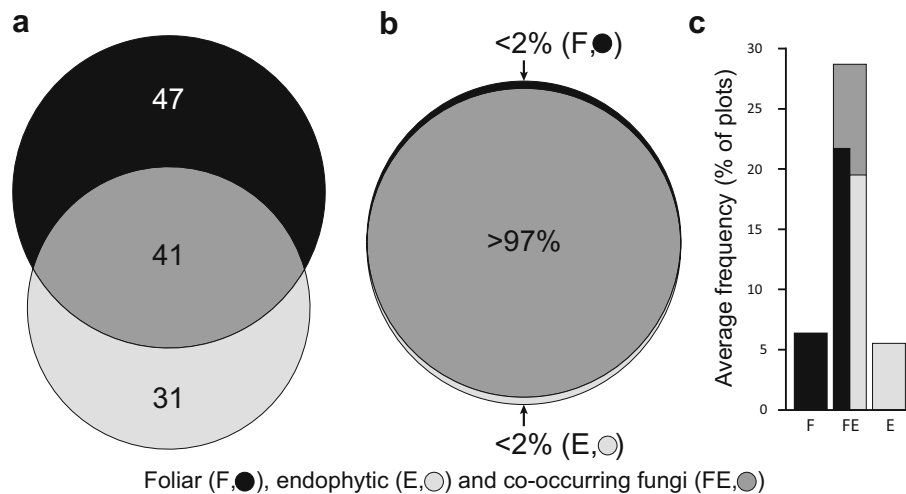 a
47
41
31
b
<2% (F,●)
>97%
<2% (E,●)
c
Average frequency (% of plots)
30
25
20
15
10
5
0
F FE E
Foliar (F,●), endophytic (E,●) and co-occurring fungi (FE,●)